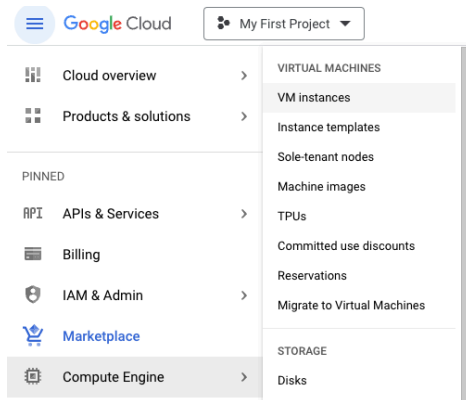 Google Cloud
My First Project
Cloud overview
Products & solutions
PINNED
API APIs & Services
Billing
IAM & Admin
Marketplace
Compute Engine
VIRTUAL MACHINES
VM instances
Instance templates
Sole-tenant nodes
Machine images
TPUs
Committed use discounts
Reservations
Migrate to Virtual Machines
STORAGE
Disks